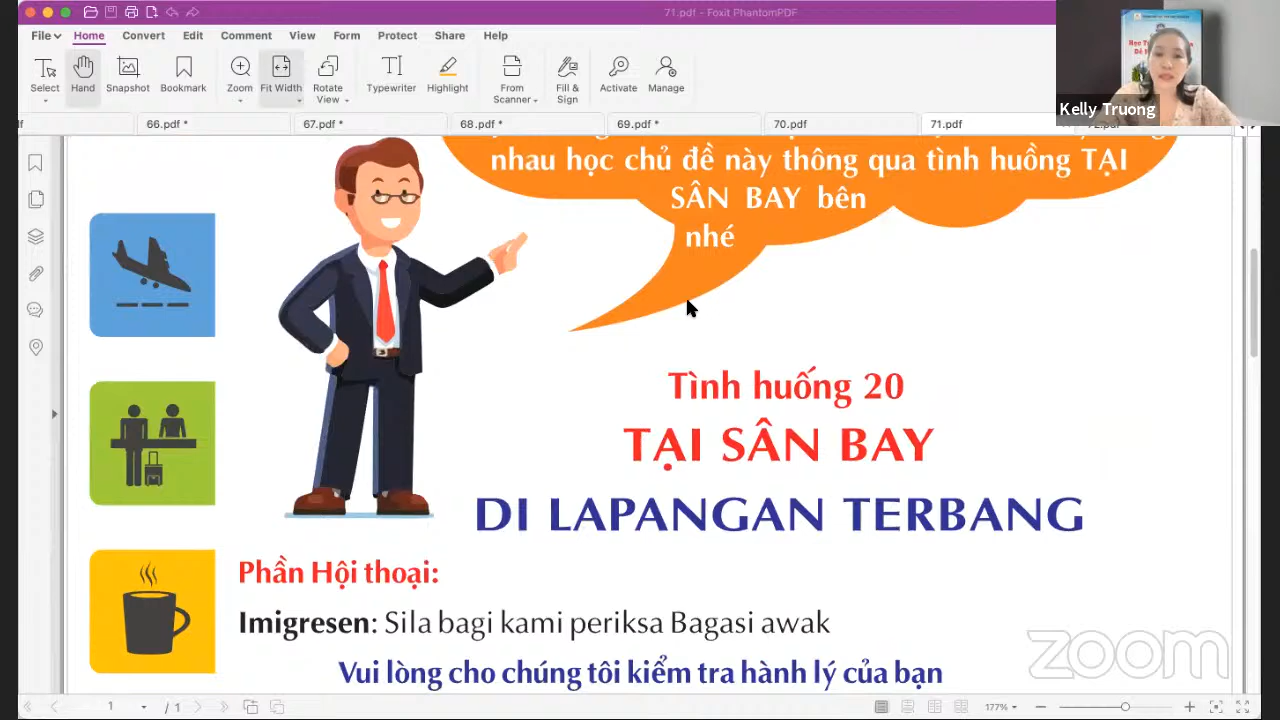 71.pdf - Foxit PhantomPDF
File Home Convert Edit Comment View Form Protect Share Help
Select Hand Snapshot Bookmark Zoom Fit Width Rotate View Typewriter Highlight From Scanner Fill & Sign Activate Manage
Kelly Truong
66.pdf * 67.pdf * 68.pdf * 69.pdf * 70.pdf 71.pdf
nhau học chủ đề này thông qua tình huồng TẠI
SÂN BAY bên
nhé
Tình huống 20
TẠI SÂN BAY
DI LAPANGAN TERBANG
Phần Hội thoại:
Imigresen: Sila bagi kami periksa Bagasi awak
Vui lòng cho chúng tôi kiểm tra hành lý của bạn
zoom
1 / 1 177%